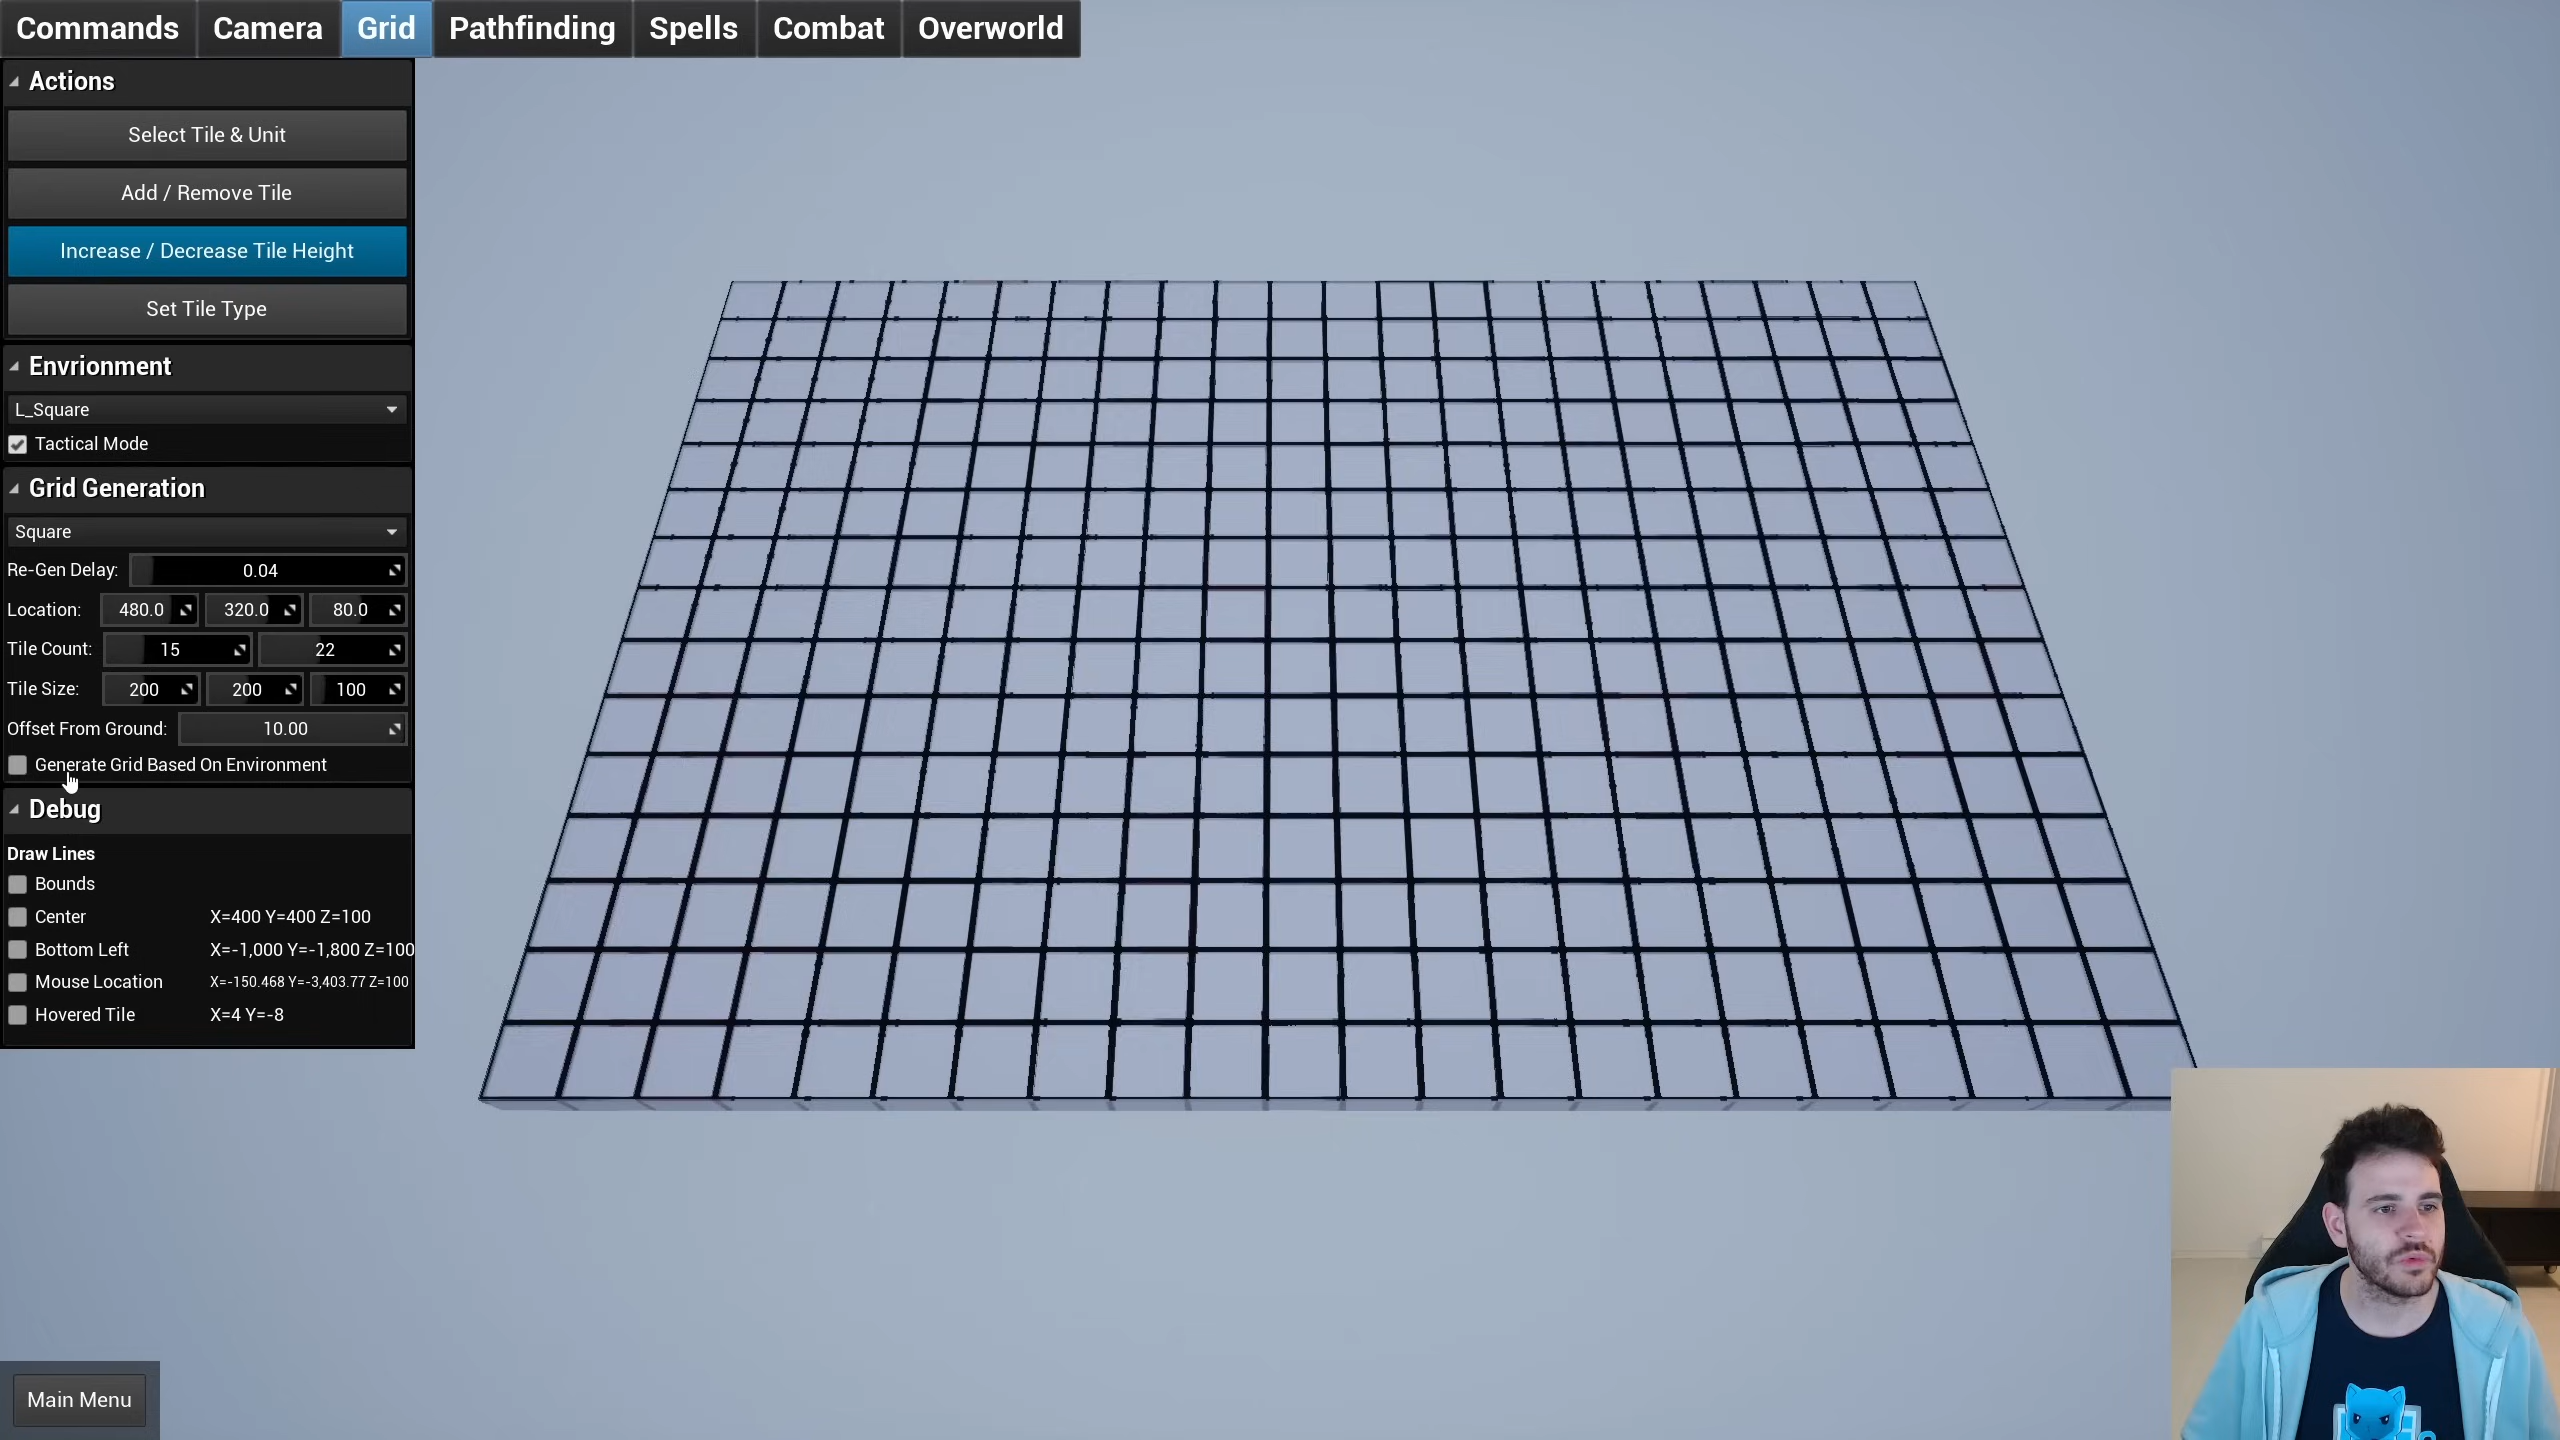 Commands Camera Grid Pathfinding Spells Combat Overworld
Actions
Select Tile & Unit
Add / Remove Tile
Increase / Decrease Tile Height
Set Tile Type
Envrionment
L_Square
Tactical Mode
Grid Generation
Square
Re-Gen Delay: 0.04
Location: 480.0 320.0 80.0
Tile Count: 15 22
Tile Size: 200 200 100
Offset From Ground: 10.00
Generate Grid Based On Environment
Debug
Draw Lines
Bounds
Center X=400 Y=400 Z=100
Bottom Left X=-1,000 Y=-1,800 Z=100
Mouse Location X=-150.468 Y=-3,403.77 Z=100
Hovered Tile X=4 Y=-8
Main Menu